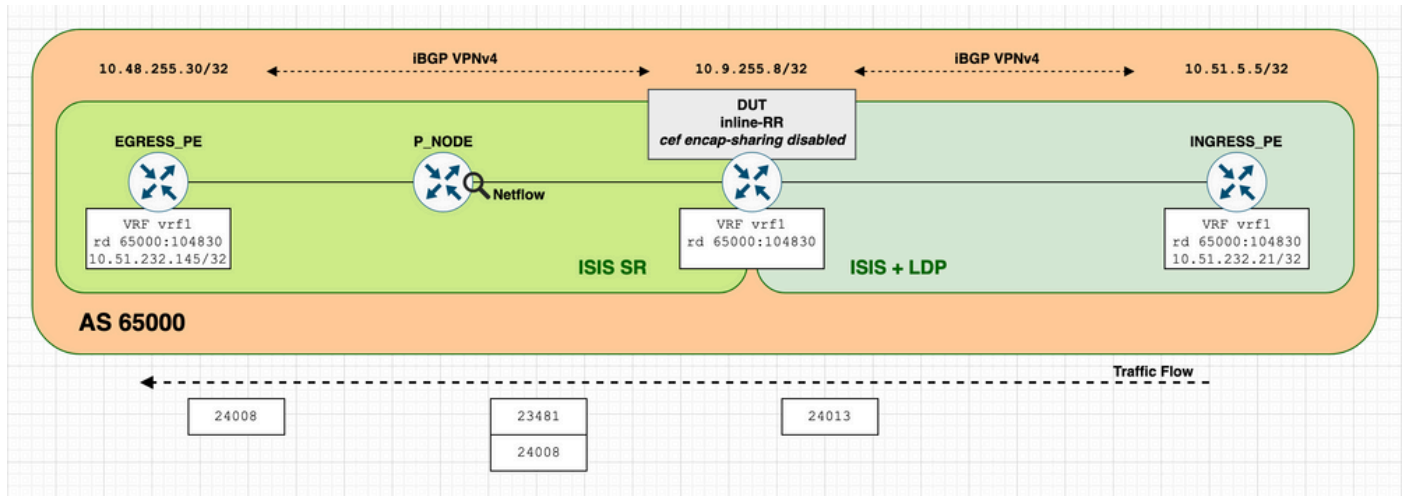 10.48.255.30/32
iBGP VPNv4
10.9.255.8/32
iBGP VPNv4
10.51.5.5/32
DUT
inline-RR
cef encap-sharing disabled
EGRESS_PE
P_NODE
INGRESS_PE
Netflow
VRF vrf1
rd 65000:104830
10.51.232.145/32
VRF vrf1
rd 65000:104830
VRF vrf1
rd 65000:104830
10.51.232.21/32
ISIS SR
ISIS + LDP
AS 65000
Traffic Flow
24008
23481
24008
24013